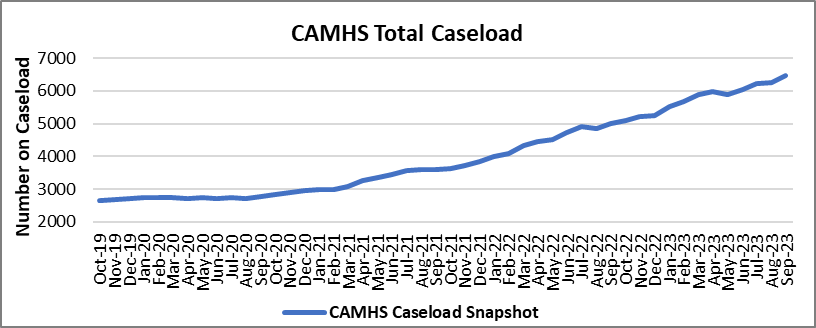 CAMHS Total Caseload
Number on Caseload
7000
6000
5000
4000
3000
2000
Oct-19
Nov-19
Dec-19
Jan-20
Feb-20
Mar-20
Apr-20
May-20
Jun-20
Jul-20
Aug-20
Sep-20
Oct-20
Nov-20
Dec-20
Jan-21
Feb-21
Mar-21
Apr-21
May-21
Jun-21
Jul-21
Aug-21
Sep-21
Oct-21
Nov-21
Dec-21
Jan-22
Feb-22
Mar-22
Apr-22
May-22
Jun-22
Jul-22
Aug-22
Sep-22
Oct-22
Nov-22
Dec-22
Jan-23
Feb-23
Mar-23
Apr-23
May-23
Jun-23
Jul-23
Aug-23
Sep-23
CAMHS Caseload Snapshot